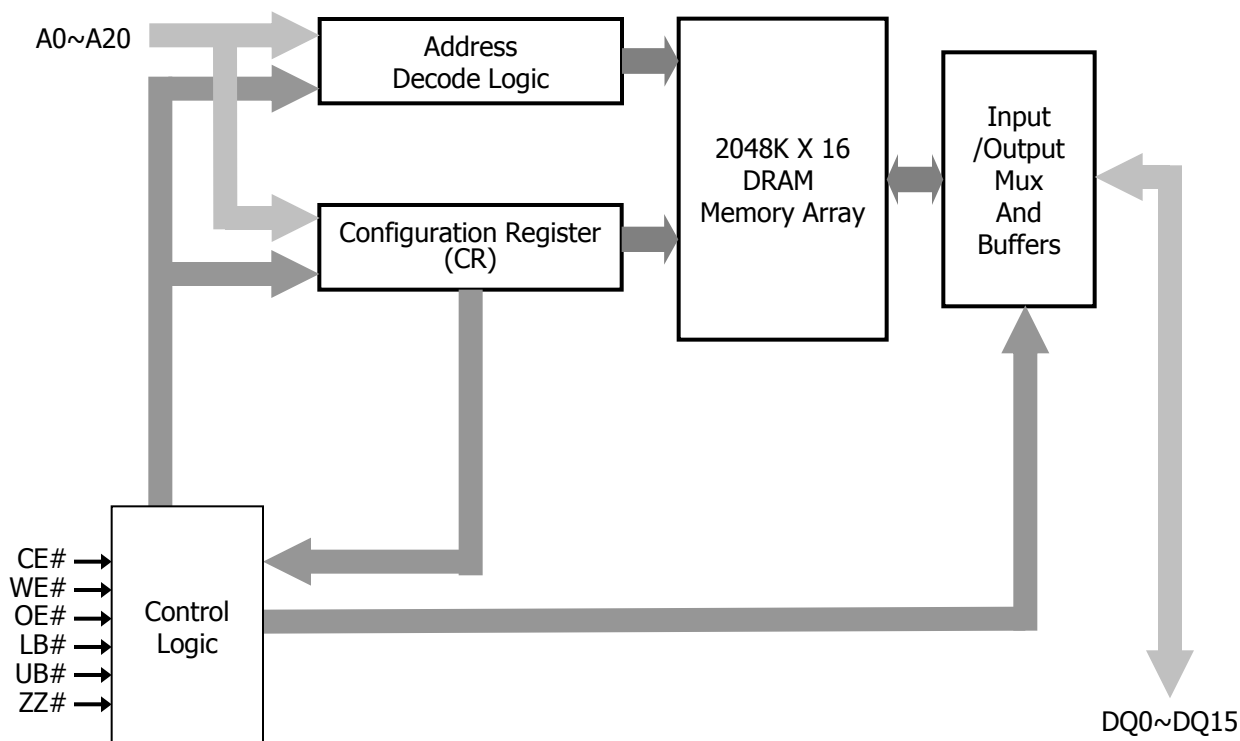 A0~A20
Address
Decode Logic
2048K X 16
DRAM
Memory Array
Input
/Output
Mux
And
Buffers
Configuration Register
(CR)
CE#
WE#
OE#
LB#
UB#
ZZ#
Control
Logic
DQ0~DQ15